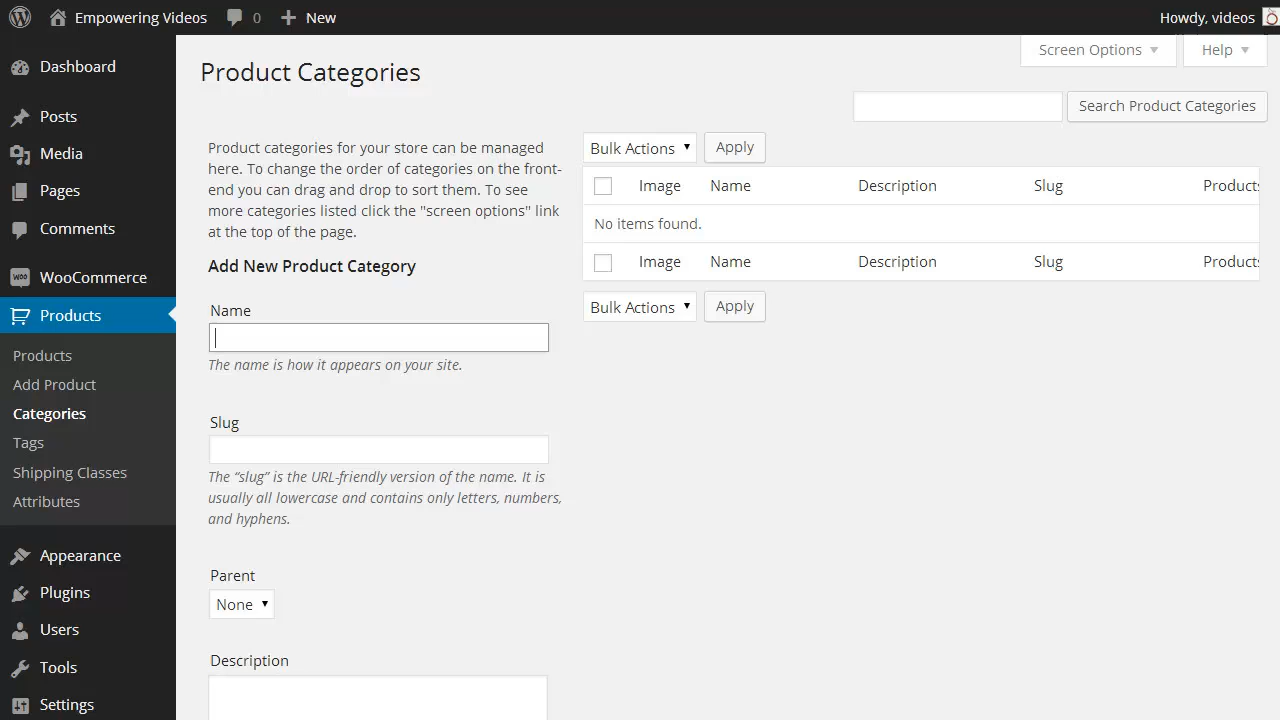 Empowering Videos
0
New
Howdy, videos
Dashboard
Posts
Media
Pages
Comments
WooCommerce
Products
Products
Add Product
Categories
Tags
Shipping Classes
Attributes
Appearance
Plugins
Users
Tools
Settings
Screen Options
Help
Product Categories
Search Product Categories
Product categories for your store can be managed
here. To change the order of categories on the front-
end you can drag and drop to sort them. To see
more categories listed click the "screen options" link
at the top of the page.
Add New Product Category
Name
The name is how it appears on your site.
Slug
The “slug” is the URL-friendly version of the name. It is
usually all lowercase and contains only letters, numbers,
and hyphens.
Parent
None
Description
Bulk Actions Apply
Image Name Description Slug Products
No items found.
Image Name Description Slug Products
Bulk Actions Apply